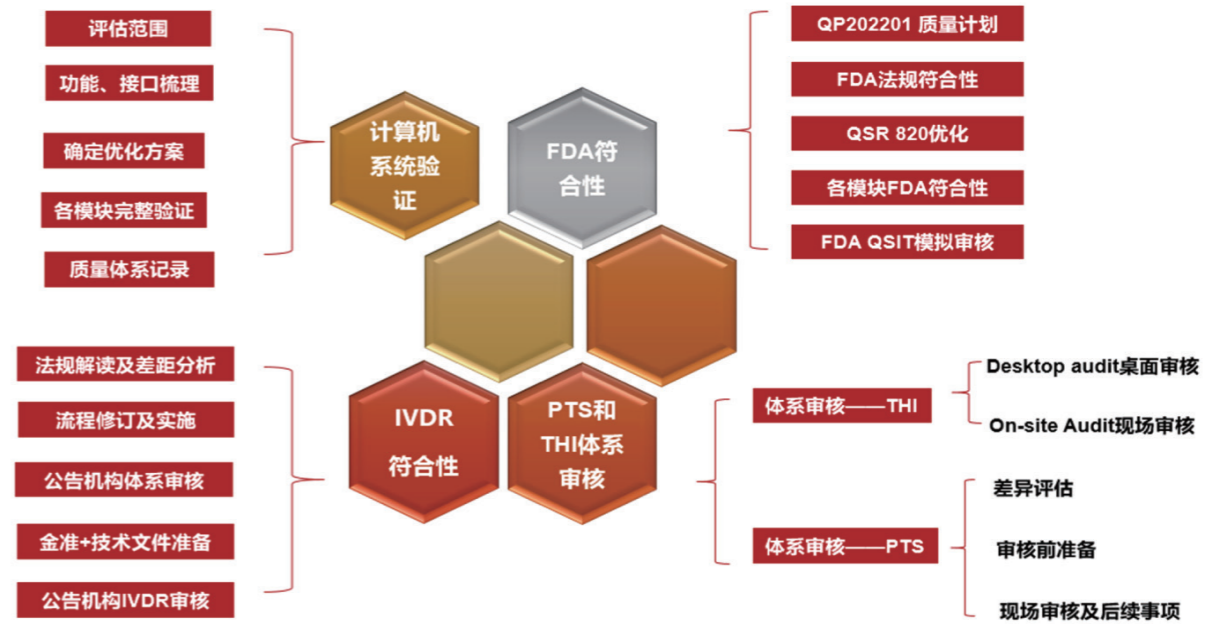 评估范围
功能、接口梳理
确定优化方案
各模块完整验证
质量体系记录
计算机
系统验
证
FDA符
合性
QP202201 质量计划
FDA法规符合性
QSR 820优化
各模块FDA符合性
FDA QSIT模拟审核
法规解读及差距分析
流程修订及实施
公告机构体系审核
金准+技术文件准备
公告机构IVDR审核
IVDR
符合性
PTS和
THI体系
审核
体系审核——THI
Desktop audit桌面审核
On-site Audit现场审核
体系审核——PTS
差异评估
审核前准备
现场审核及后续事项